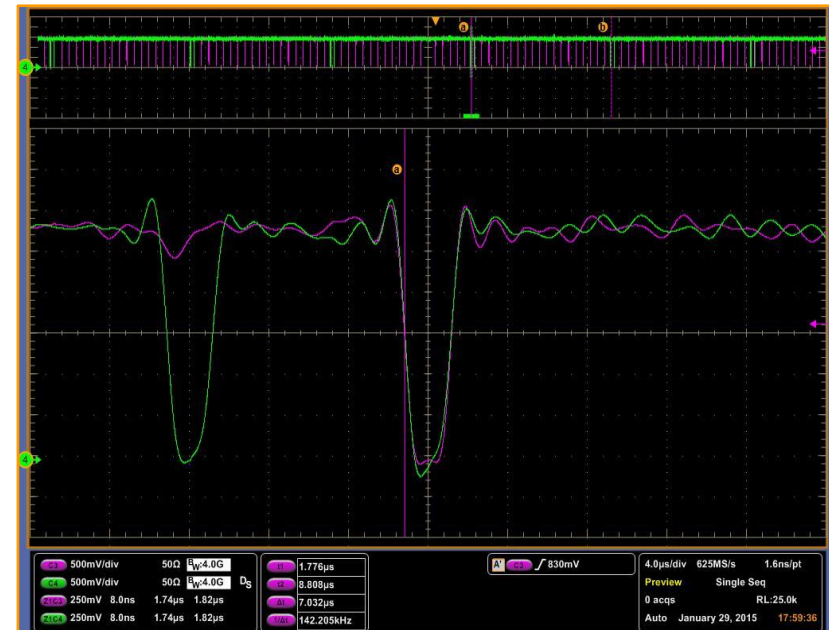 a b
4
a
4
C3 500mV/div 50Ω BW:4.0G
C4 500mV/div 50Ω BW:4.0G DS
Z1C3 250mV 8.0ns 1.74µs 1.82µs
Z1C4 250mV 8.0ns 1.74µs 1.82µs
t1 1.776µs
t2 8.808µs
Δt 7.032µs
1/Δt 142.205kHz
A' C3 830mV
4.0µs/div 625MS/s 1.6ns/pt
Preview Single Seq
0 acqs RL:25.0k
Auto January 29, 2015 17:59:36